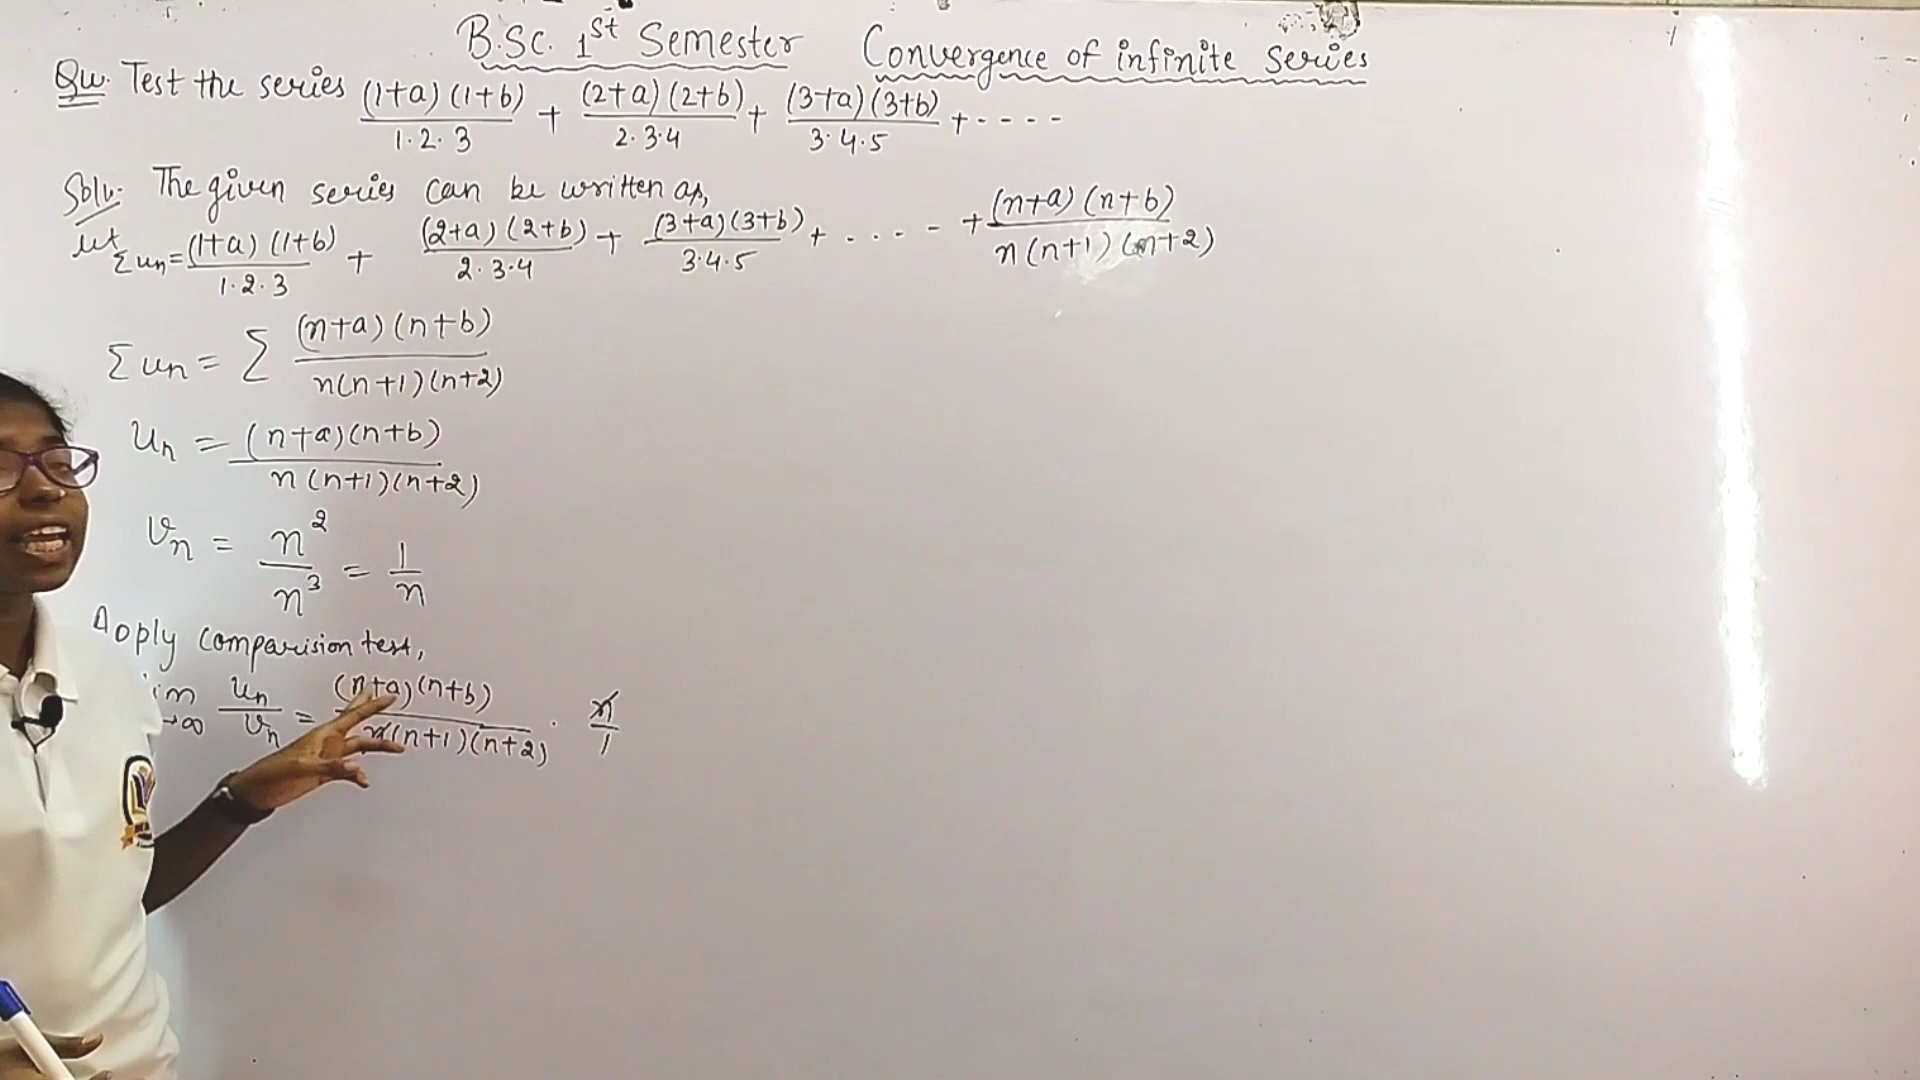 B.Sc. 1st Semester Convergence of infinite series
Qu. Test the series (1+a)(1+b)/1·2·3 + (2+a)(2+b)/2·3·4 + (3+a)(3+b)/3·4·5 + ----
Solu. The given series can be written as,
let Σun = (1+a)(1+b)/1·2·3 + (2+a)(2+b)/2·3·4 + (3+a)(3+b)/3·4·5 + ..... + (n+a)(n+b)/n(n+1)(n+2)
Σun = Σ (n+a)(n+b)/n(n+1)(n+2)
un = (n+a)(n+b)/n(n+1)(n+2)
vn = n²/n³ = 1/n
Apply comparision test,
im →∞ un/vn = (n+a)(n+b)/n(n+1)(n+2) · n/1